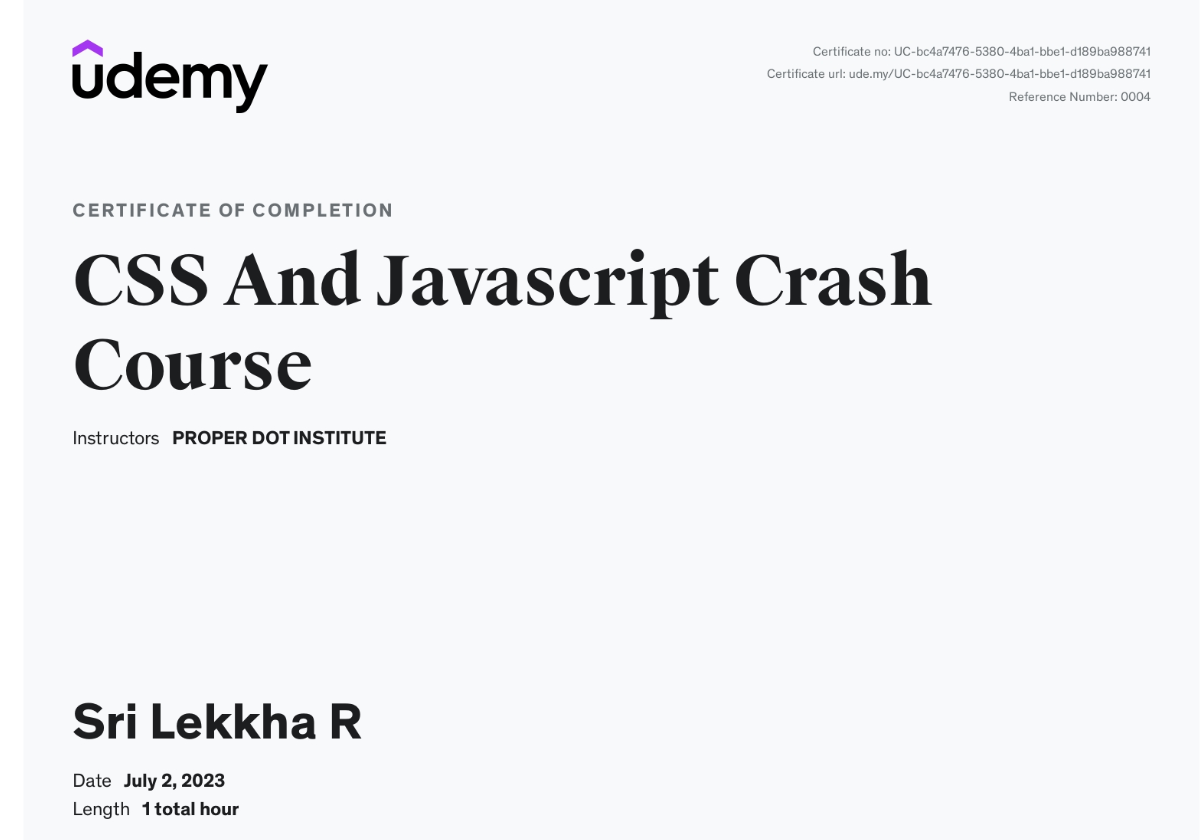 udemy
Certificate no: UC-bc4a7476-5380-4ba1-bbe1-d189ba988741
Certificate url: ude.my/UC-bc4a7476-5380-4ba1-bbe1-d189ba988741
Reference Number: 0004
CERTIFICATE OF COMPLETION
CSS And Javascript Crash
Course
Instructors PROPER DOT INSTITUTE
Sri Lekkha R
Date July 2, 2023
Length 1 total hour